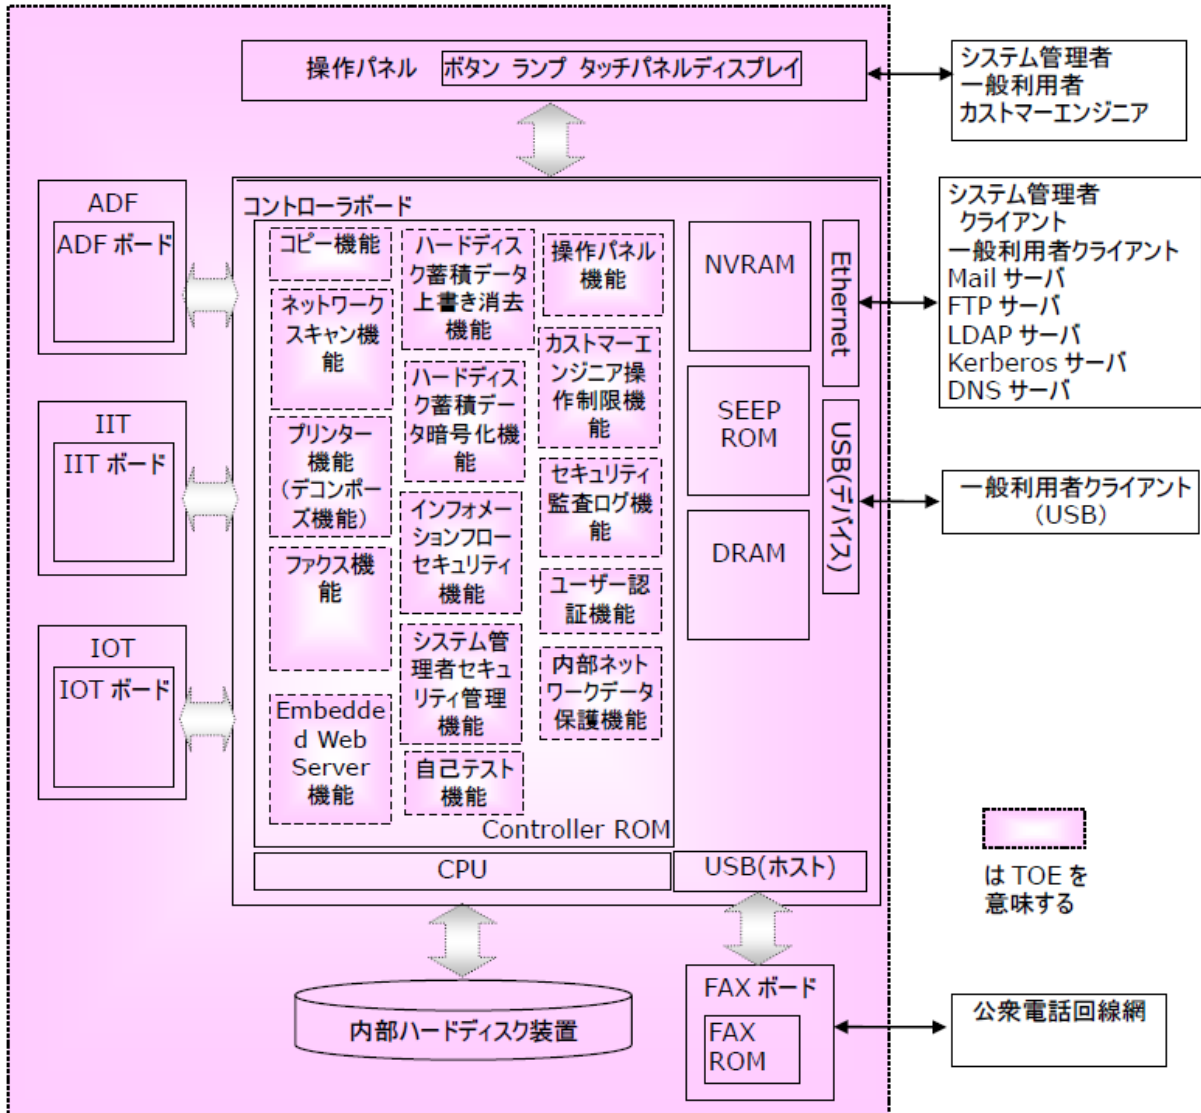 操作パネル ボタン ランプ タッチパネルディスプレイ
システム管理者
一般利用者
カストマーエンジニア
ADF
ADF ボード
IIT
IIT ボード
IOT
IOT ボード
コントローラボード
コピー機能
ネットワーク
スキャン機
能
プリンター
機能
(デコンポー
ズ機能)
ファクス機
能
Embedde
d Web
Server
機能
ハードディス
ク蓄積データ
上書き消去
機能
ハードディス
ク蓄積デー
タ暗号化機
能
インフォメー
ションフロー
セキュリティ
機能
システム管
理者セキュ
リティ管理
機能
自己テスト
機能
操作パネル
機能
カストマーエ
ンジニア操
作制限機
能
セキュリティ
監査ログ機
能
ユーザー認
証機能
内部ネット
ワークデータ
保護機能
Controller ROM
CPU
NVRAM
SEEP
ROM
DRAM
Ethernet
USB(デバイス)
USB(ホスト)
システム管理者
クライアント
一般利用者クライアント
Mail サーバ
FTP サーバ
LDAP サーバ
Kerberos サーバ
DNS サーバ
一般利用者クライアント
(USB)
は TOE を
意味する
内部ハードディスク装置
FAX ボード
FAX
ROM
公衆電話回線網